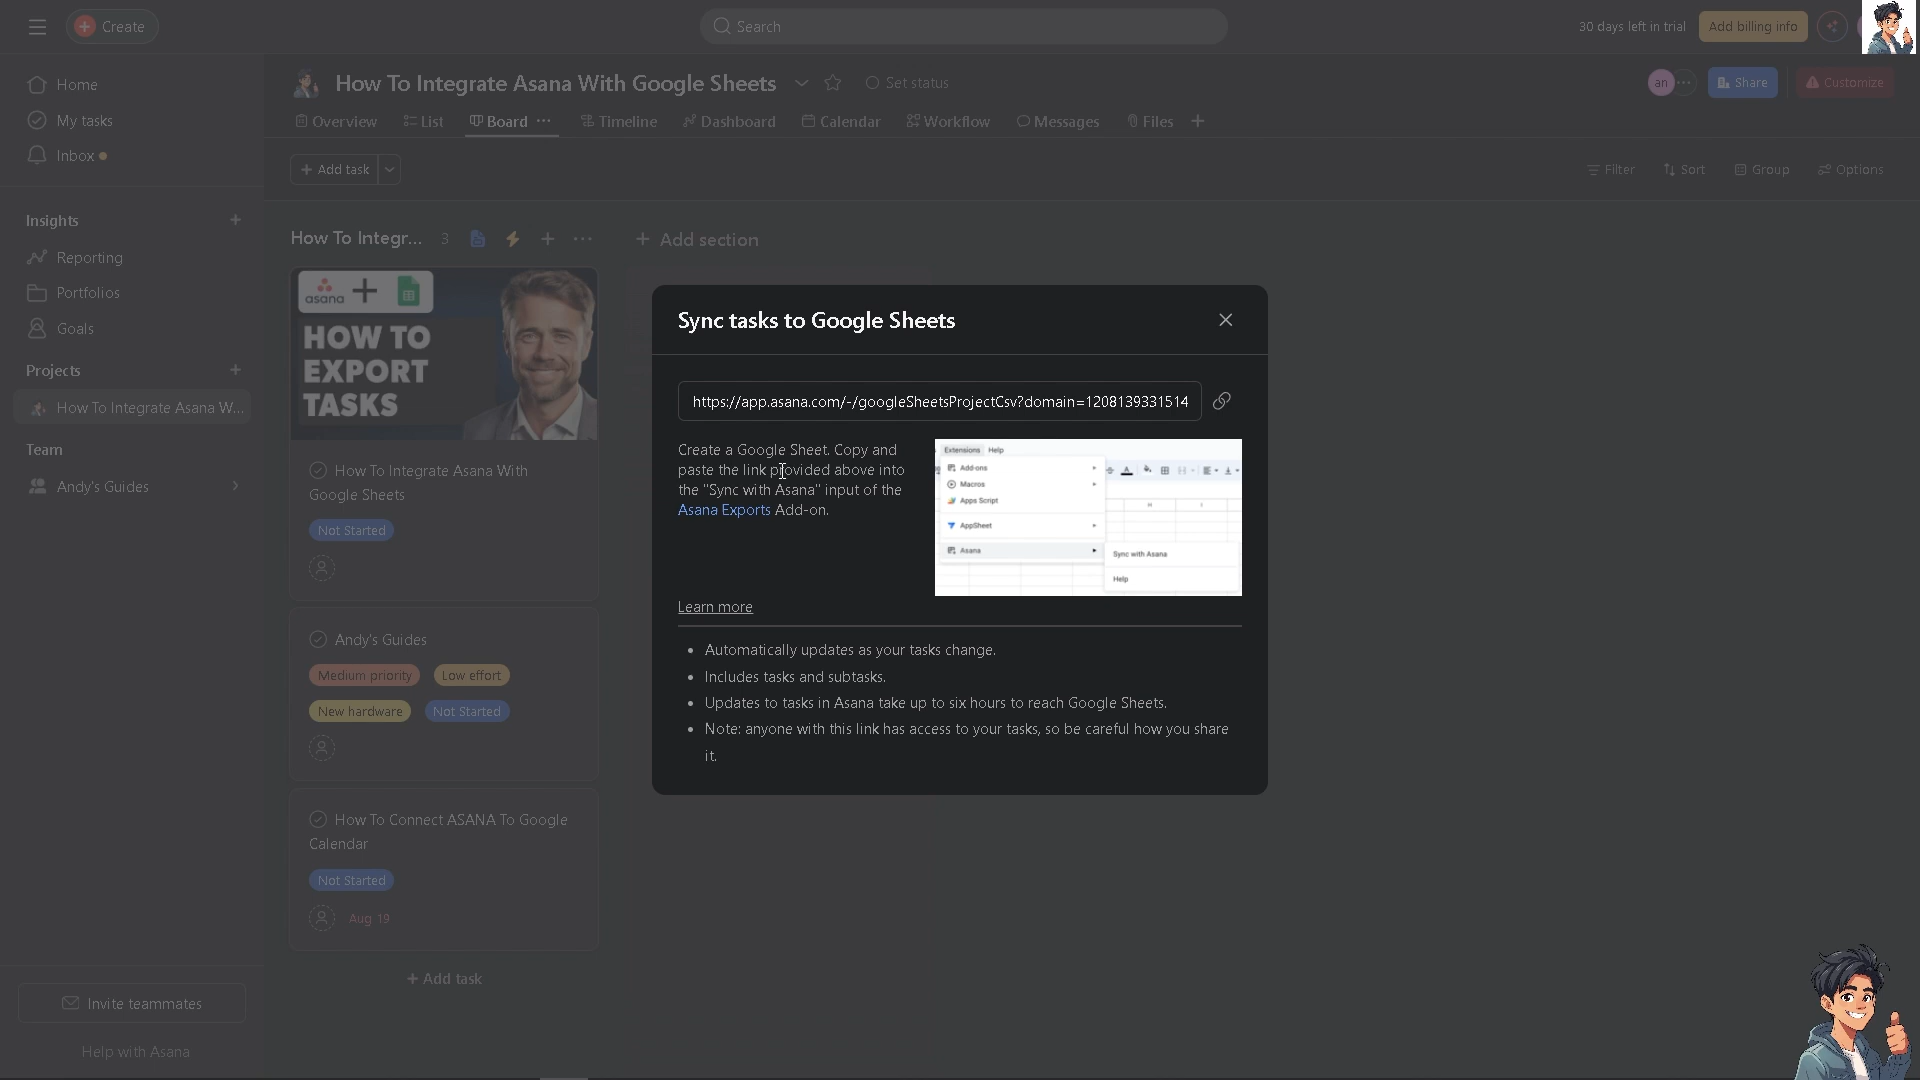 Create
Search
30 days left in trial
Add billing info
How To Integrate Asana With Google Sheets
Set status
an
Share
Customize
Home
My tasks
Inbox
Overview
List
Board
Timeline
Dashboard
Calendar
Workflow
Messages
Files
Add task
Filter
Sort
Group
Options
Insights
Reporting
Portfolios
Goals
Projects
How To Integrate Asana W...
Team
Andy's Guides
How To Integr...
3
Add section
asana
HOW TO
EXPORT
TASKS
How To Integrate Asana With
Google Sheets
Not Started
Andy's Guides
Medium priority
Low effort
New hardware
Not Started
How To Connect ASANA To Google
Calendar
Not Started
Aug 19
+ Add task
Sync tasks to Google Sheets
https://app.asana.com/-/googleSheetsProjectCsv?domain=1208139331514
Create a Google Sheet. Copy and
paste the link provided above into
the "Sync with Asana" input of the
Asana Exports Add-on.
Extensions Help
Add-ons
Macros
Apps Script
AppSheet
Asana
Sync with Asana
Help
Learn more
• Automatically updates as your tasks change.
• Includes tasks and subtasks.
• Updates to tasks in Asana take up to six hours to reach Google Sheets.
• Note: anyone with this link has access to your tasks, so be careful how you share
it.
Invite teammates
Help with Asana